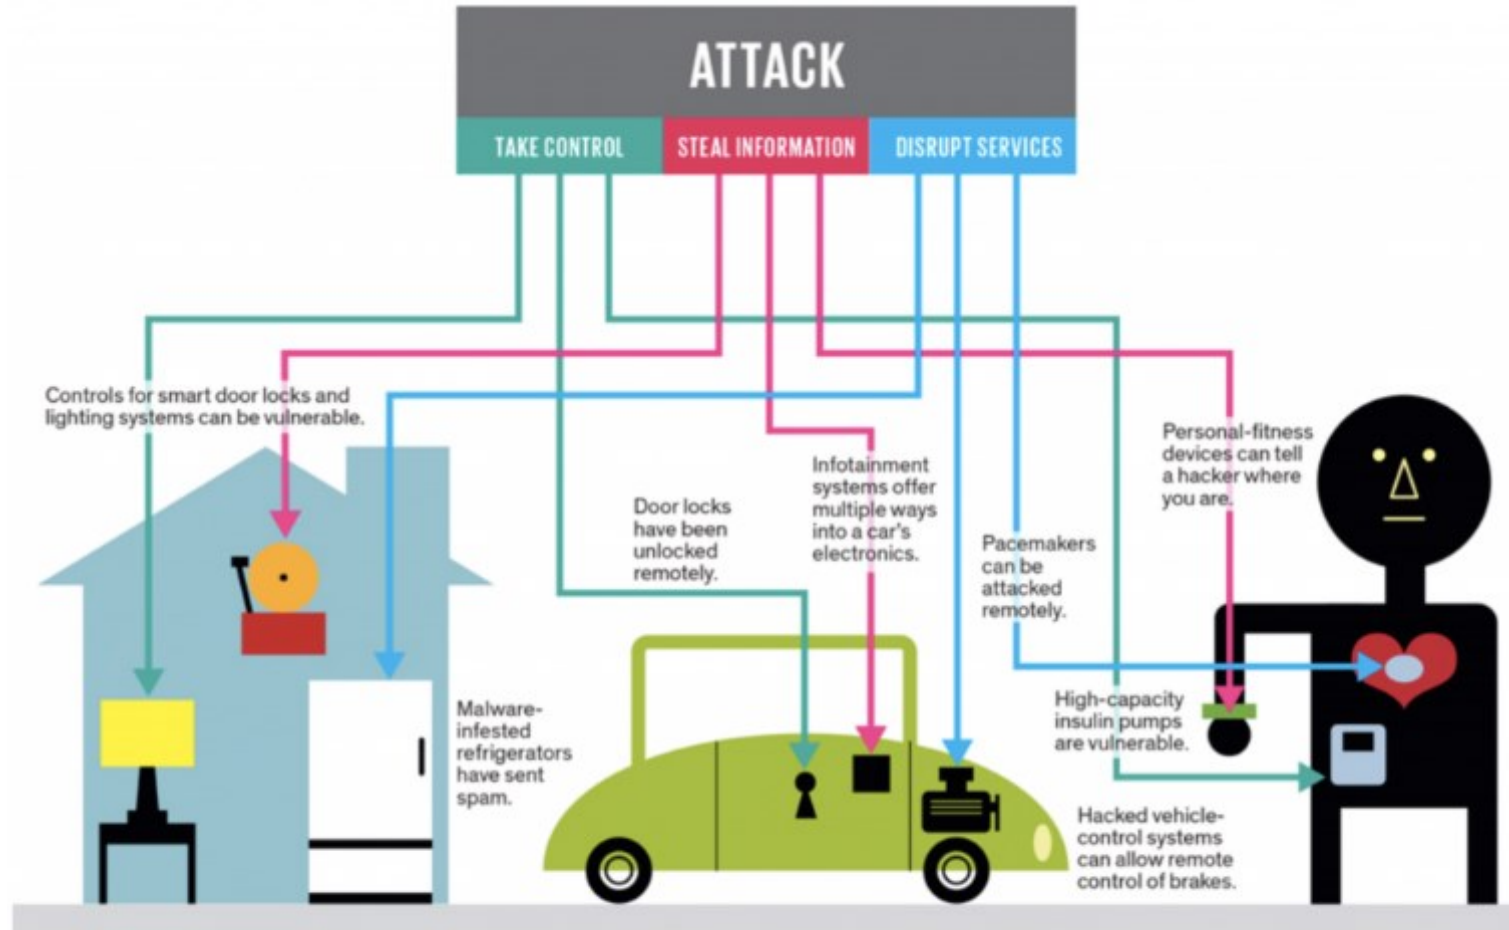 ATTACK
TAKE CONTROL
STEAL INFORMATION
DISRUPT SERVICES
Controls for smart door locks and
lighting systems can be vulnerable.
Malware-
infested
refrigerators
have sent
spam.
Door locks
have been
unlocked
remotely.
Infotainment
systems offer
multiple ways
into a car's
electronics.
Pacemakers
can be
attacked
remotely.
Personal-fitness
devices can tell
a hacker where
you are.
High-capacity
insulin pumps
are vulnerable.
Hacked vehicle-
control systems
can allow remote
control of brakes.